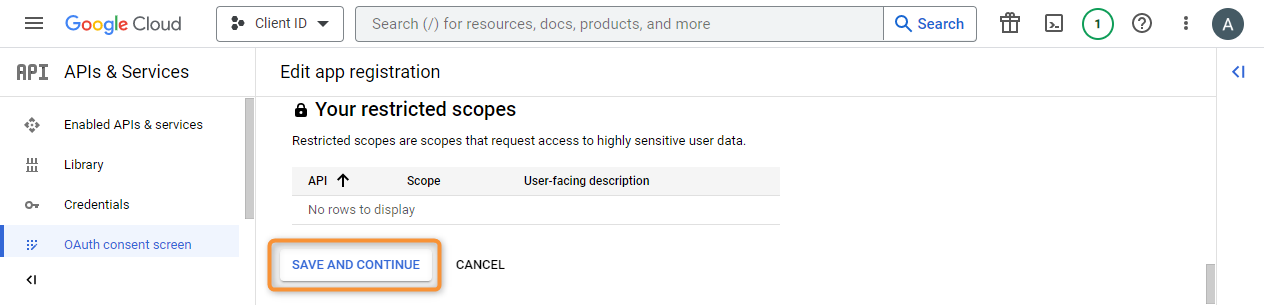 Google Cloud
Client ID
Search (/) for resources, docs, products, and more
Search
1
A
API
APIs & Services
Edit app registration
Enabled APIs & services
Library
Credentials
OAuth consent screen
Your restricted scopes
Restricted scopes are scopes that request access to highly sensitive user data.
API Scope User-facing description
No rows to display
SAVE AND CONTINUE CANCEL